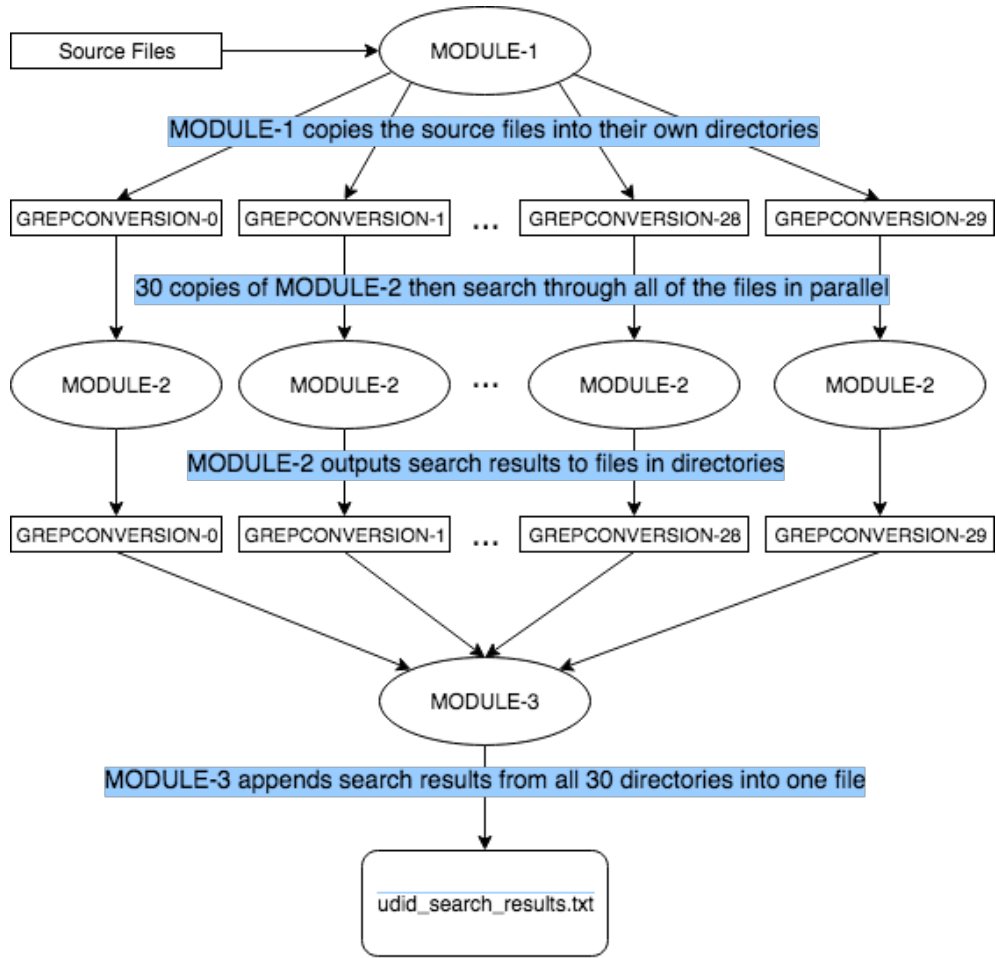 Source Files
MODULE-1
MODULE-1 copies the source files into their own directories
GREPCONVERSION-0 GREPCONVERSION-1 ... GREPCONVERSION-28 GREPCONVERSION-29
30 copies of MODULE-2 then search through all of the files in parallel
MODULE-2 MODULE-2 ... MODULE-2 MODULE-2
MODULE-2 outputs search results to files in directories
GREPCONVERSION-0 GREPCONVERSION-1 ... GREPCONVERSION-28 GREPCONVERSION-29
MODULE-3
MODULE-3 appends search results from all 30 directories into one file
udid_search_results.txt